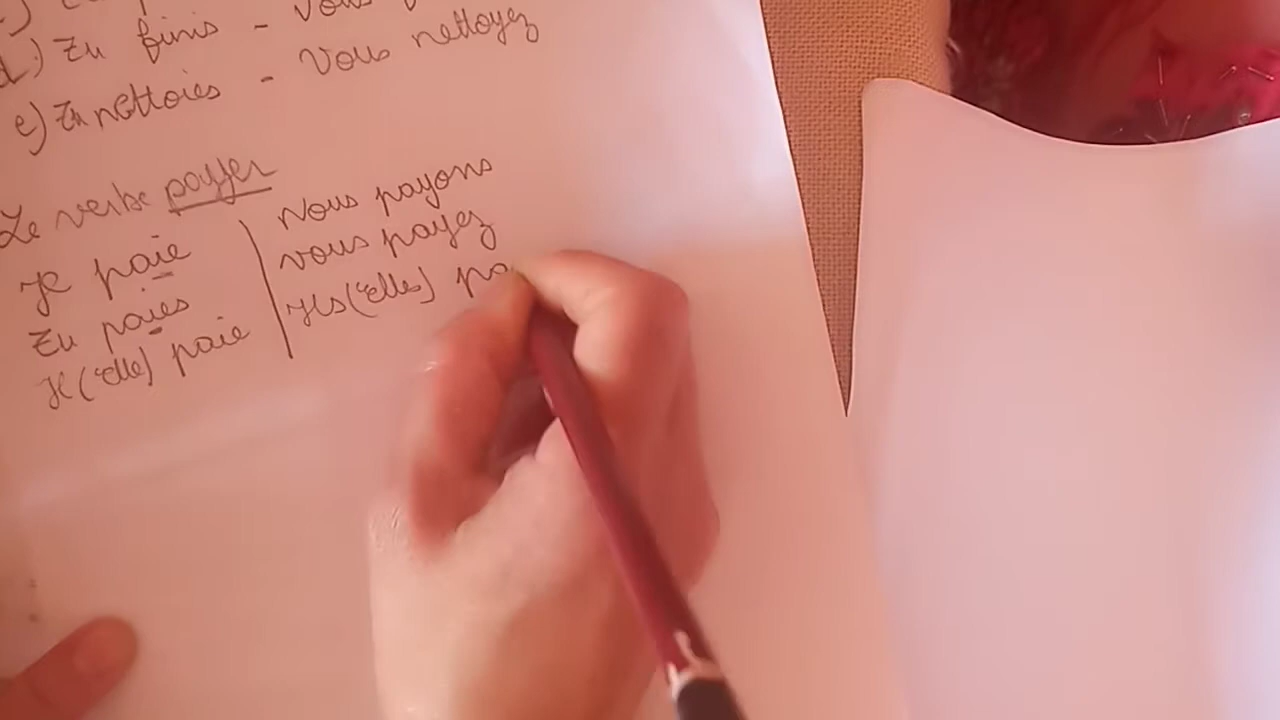 d.) Tu finis - Vous
e) Tu nettoies - Vous nettoyez
Le verbe payer
Je paie
Tu paies
Il (elle) paie
Nous payons
vous payez
Ils (elles) pa